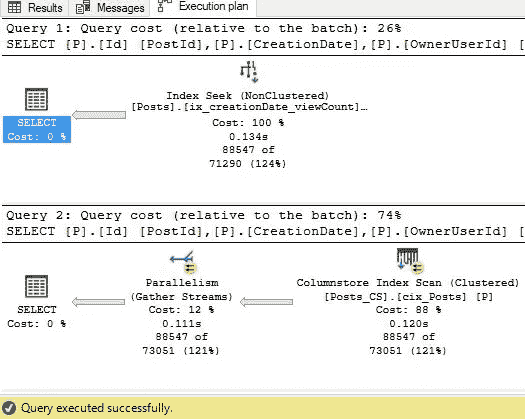 Results Messages Execution plan
Query 1: Query cost (relative to the batch): 26%
SELECT [P].[Id] [PostId],[P].[CreationDate],[P].[OwnerUserId] [
Index Seek (NonClustered)
[Posts].[ix_creationDate_viewCount]…
Cost: 100 %
0.134s
88547 of
71290 (124%)
SELECT
Cost: 0 %
Query 2: Query cost (relative to the batch): 74%
SELECT [P].[Id] [PostId],[P].[CreationDate],[P].[OwnerUserId] [
Parallelism
(Gather Streams)
Cost: 12 %
0.111s
88547 of
73051 (121%)
Columnstore Index Scan (Clustered)
[Posts_CS].[cix_Posts] [P]
Cost: 88 %
0.120s
88547 of
73051 (121%)
SELECT
Cost: 0 %
Query executed successfully.